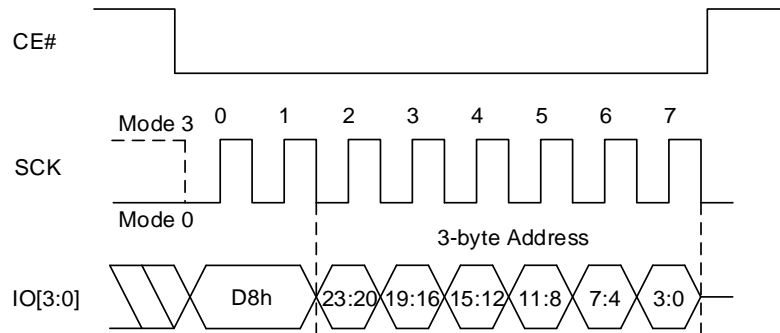 CE#
0 1 2 3 4 5 6 7
Mode 3
SCK
Mode 0
3-byte Address
IO[3:0] D8h 23:20 19:16 15:12 11:8 7:4 3:0